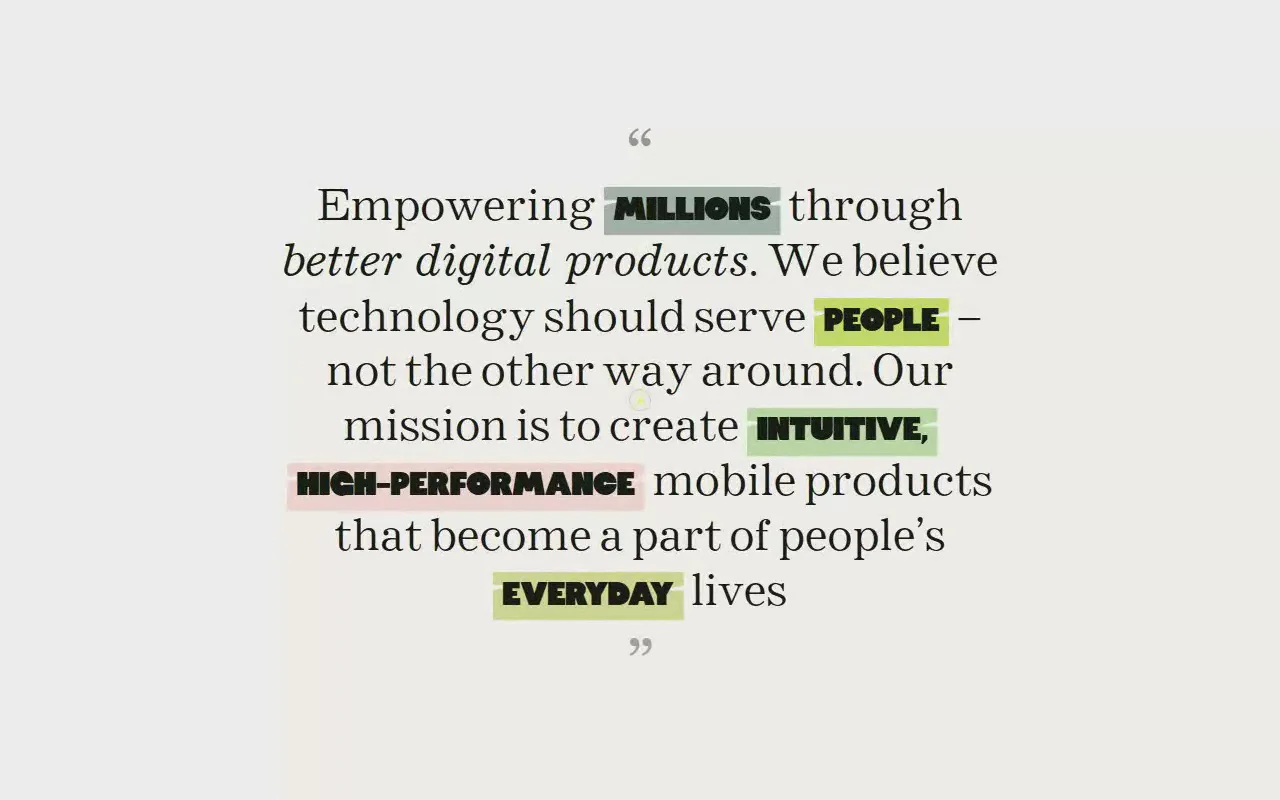 “
Empowering MILLIONS through
better digital products. We believe
technology should serve PEOPLE –
not the other way around. Our
mission is to create INTUITIVE,
HIGH-PERFORMANCE mobile products
that become a part of people’s
EVERYDAY lives
”